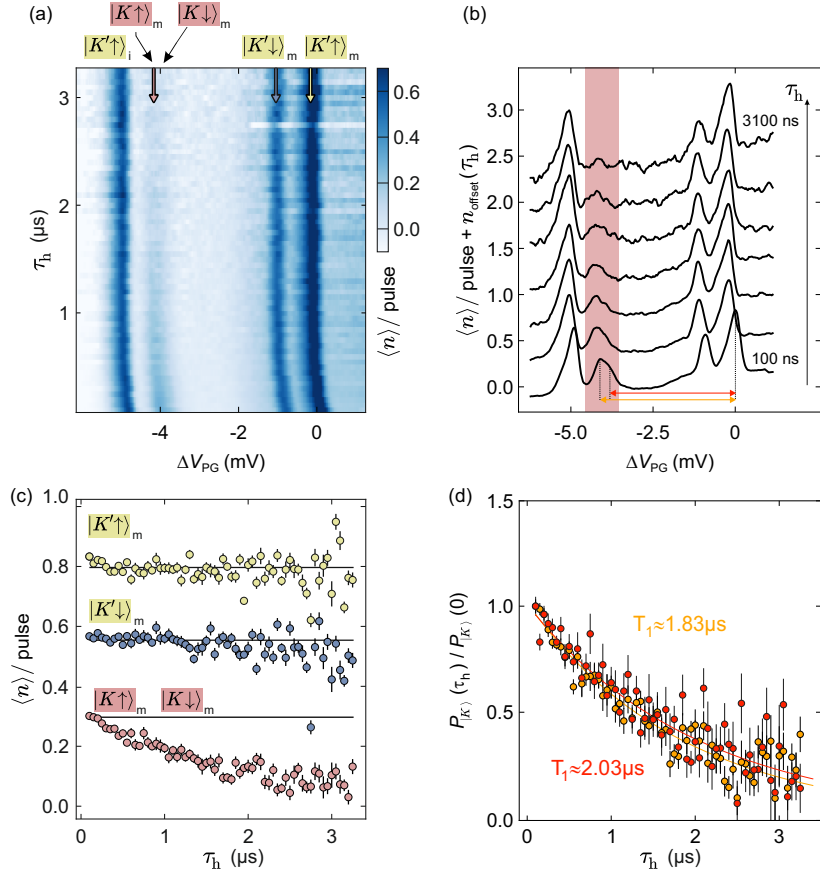 (a)
|K↑⟩m |K↓⟩m
|K′↑⟩i |K′↓⟩m |K′↑⟩m
3
2
1
τh (µs)
-4 -2 0
ΔVPG (mV)
0.6
0.4
0.2
0.0
⟨n⟩ / pulse
(b)
τh
3100 ns
100 ns
3.0
2.5
2.0
1.5
1.0
0.5
0.0
⟨n⟩ / pulse + noffset(τh)
-5.0 -2.5 0
ΔVPG (mV)
(c)
1.0
0.8
0.6
0.4
0.2
0.0
⟨n⟩ / pulse
|K′↑⟩m
|K′↓⟩m
|K↑⟩m |K↓⟩m
0 1 2 3
τh (µs)
(d)
1.5
1.0
0.5
0.0
P|K⟩(τh) / P|K⟩(0)
T1≈1.83µs
T1≈2.03µs
0 1 2 3
τh (µs)